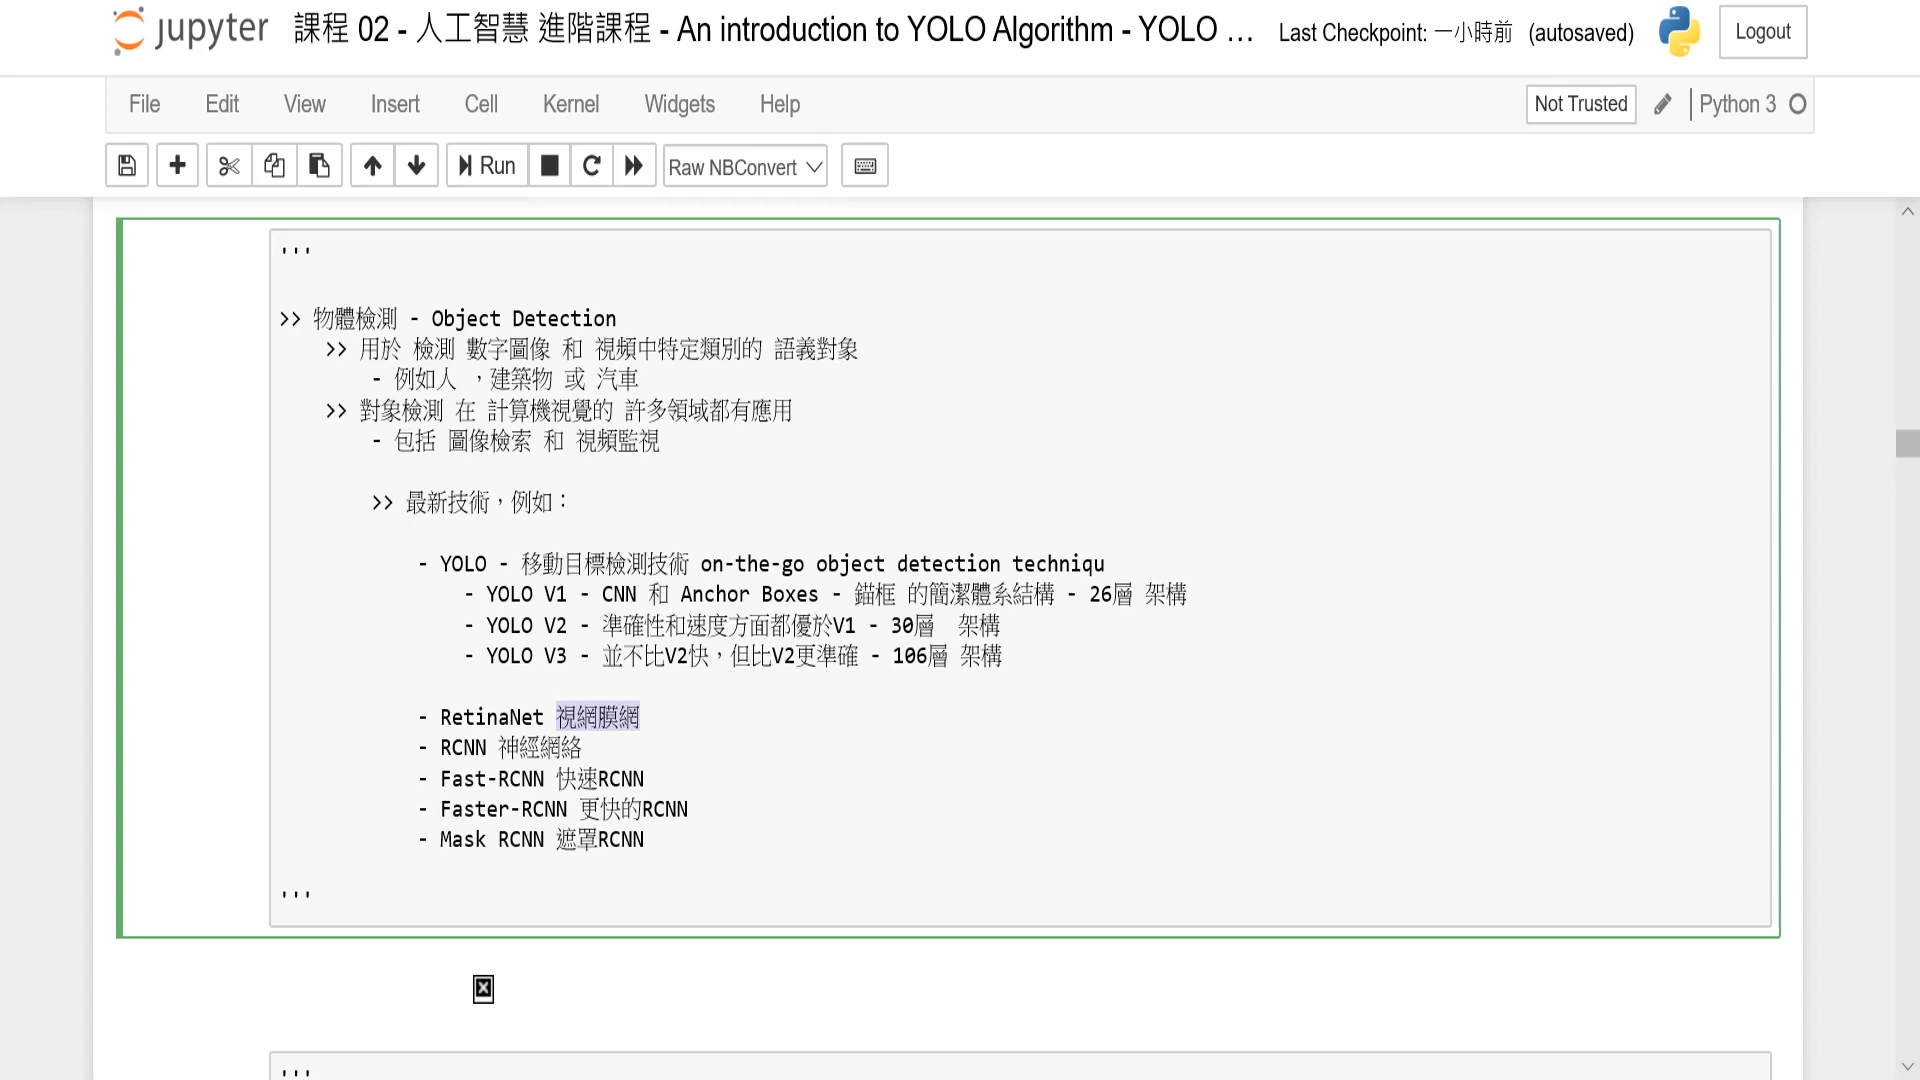 jupyter 課程 02 - 人工智慧 進階課程 - An introduction to YOLO Algorithm - YOLO ... Last Checkpoint: 一小時前 (autosaved) Logout
File Edit View Insert Cell Kernel Widgets Help Not Trusted Python 3
Run Raw NBConvert
'''
>> 物體檢測 - Object Detection
>> 用於 檢測 數字圖像 和 視頻中特定類別的 語義對象
- 例如人 ，建築物 或 汽車
>> 對象檢測 在 計算機視覺的 許多領域都有應用
- 包括 圖像檢索 和 視頻監視
>> 最新技術，例如：
- YOLO - 移動目標檢測技術 on-the-go object detection techniqu
- YOLO V1 - CNN 和 Anchor Boxes - 錨框 的簡潔體系結構 - 26層 架構
- YOLO V2 - 準確性和速度方面都優於V1 - 30層  架構
- YOLO V3 - 並不比V2快，但比V2更準確 - 106層 架構
- RetinaNet 視網膜網
- RCNN 神經網絡
- Fast-RCNN 快速RCNN
- Faster-RCNN 更快的RCNN
- Mask RCNN 遮罩RCNN
'''
'''